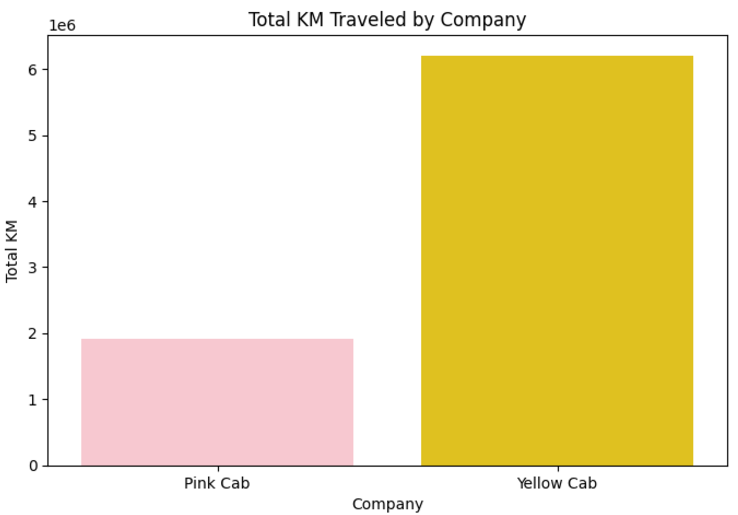 Total KM Traveled by Company
1e6
6
5
4
3
2
1
0
Total KM
Pink Cab
Yellow Cab
Company